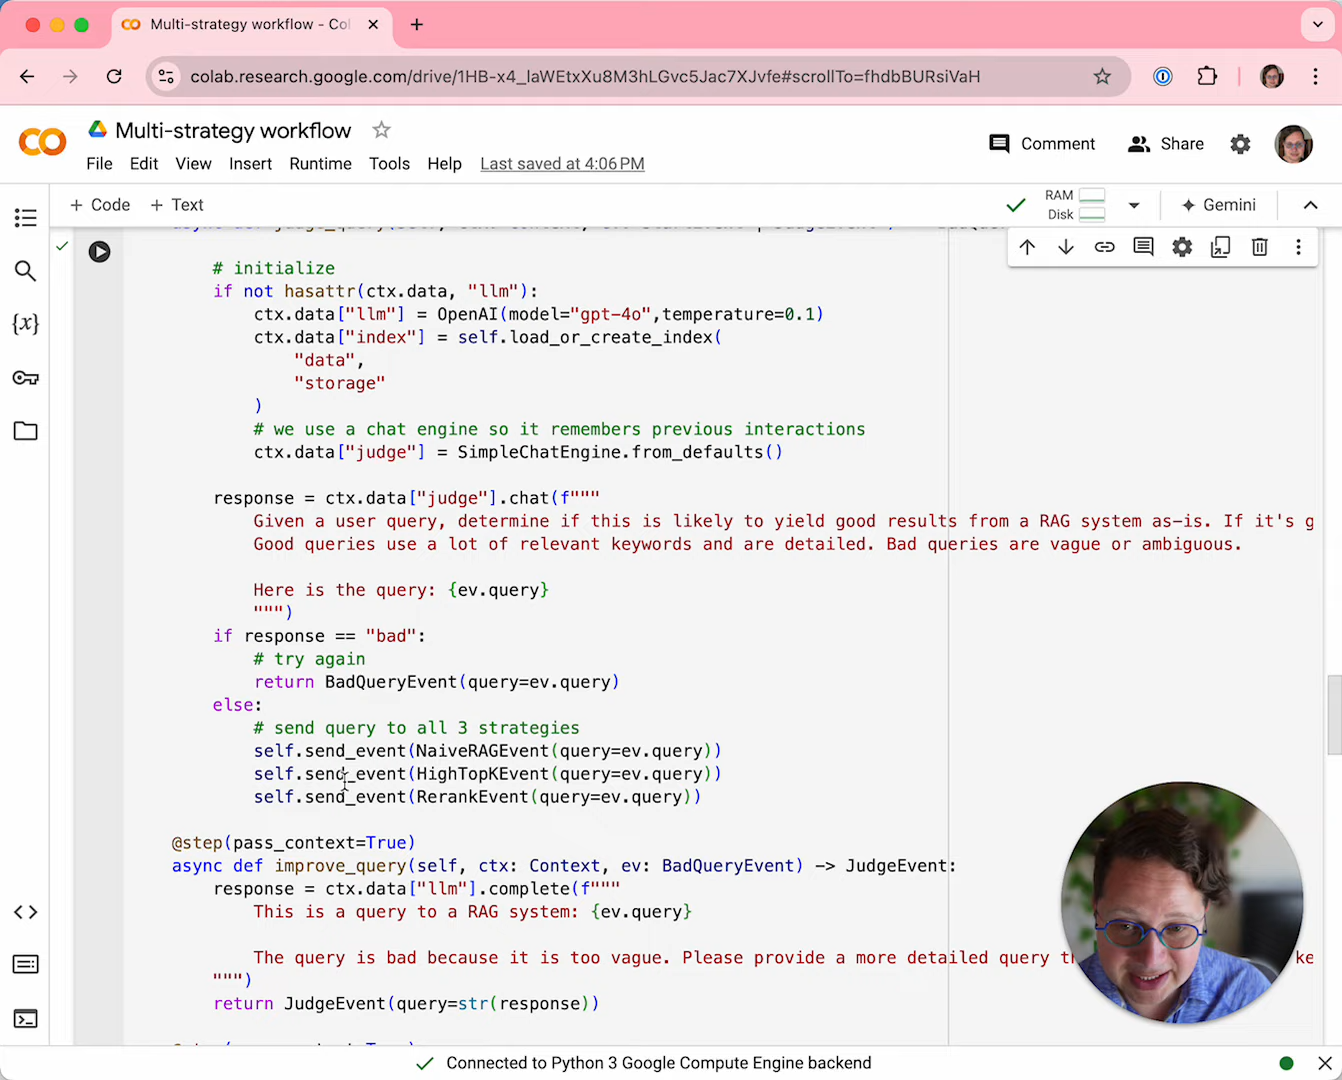 Multi-strategy workflow - Col
colab.research.google.com/drive/1HB-x4_laWEtxXu8M3hLGvc5Jac7XJvfe#scrollTo=fhdbBURsiVaH
Multi-strategy workflow
Comment
Share
File Edit View Insert Runtime Tools Help Last saved at 4:06 PM
+ Code + Text
RAM
Disk
Gemini
# initialize
if not hasattr(ctx.data, "llm"):
ctx.data["llm"] = OpenAI(model="gpt-4o",temperature=0.1)
ctx.data["index"] = self.load_or_create_index(
"data",
"storage"
)
# we use a chat engine so it remembers previous interactions
ctx.data["judge"] = SimpleChatEngine.from_defaults()
response = ctx.data["judge"].chat(f"""
Given a user query, determine if this is likely to yield good results from a RAG system as-is. If it's g
Good queries use a lot of relevant keywords and are detailed. Bad queries are vague or ambiguous.
Here is the query: {ev.query}
""")
if response == "bad":
# try again
return BadQueryEvent(query=ev.query)
else:
# send query to all 3 strategies
self.send_event(NaiveRAGEvent(query=ev.query))
self.send_event(HighTopKEvent(query=ev.query))
self.send_event(RerankEvent(query=ev.query))
@step(pass_context=True)
async def improve_query(self, ctx: Context, ev: BadQueryEvent) -> JudgeEvent:
response = ctx.data["llm"].complete(f"""
This is a query to a RAG system: {ev.query}
The query is bad because it is too vague. Please provide a more detailed query th ke
""")
return JudgeEvent(query=str(response))
Connected to Python 3 Google Compute Engine backend